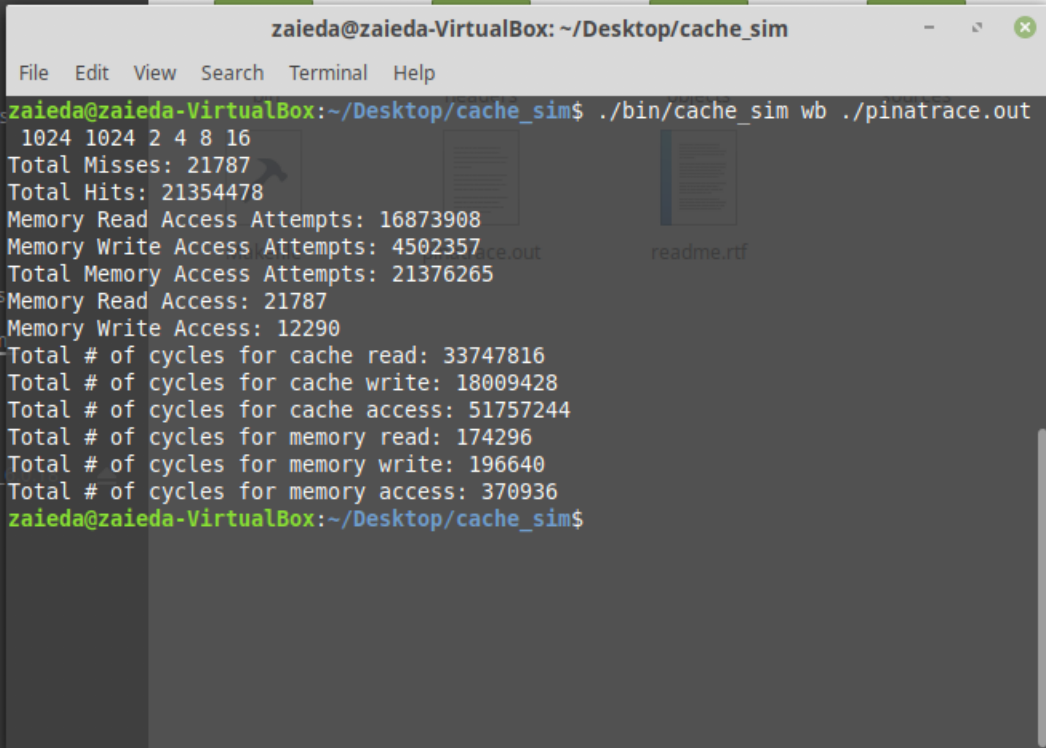 zaieda@zaieda-VirtualBox: ~/Desktop/cache_sim
File Edit View Search Terminal Help
zaieda@zaieda-VirtualBox:~/Desktop/cache_sim$ ./bin/cache_sim wb ./pinatrace.out
1024 1024 2 4 8 16
Total Misses: 21787
Total Hits: 21354478
Memory Read Access Attempts: 16873908
Memory Write Access Attempts: 4502357
Total Memory Access Attempts: 21376265
Memory Read Access: 21787
Memory Write Access: 12290
Total # of cycles for cache read: 33747816
Total # of cycles for cache write: 18009428
Total # of cycles for cache access: 51757244
Total # of cycles for memory read: 174296
Total # of cycles for memory write: 196640
Total # of cycles for memory access: 370936
zaieda@zaieda-VirtualBox:~/Desktop/cache_sim$
readme.rtf